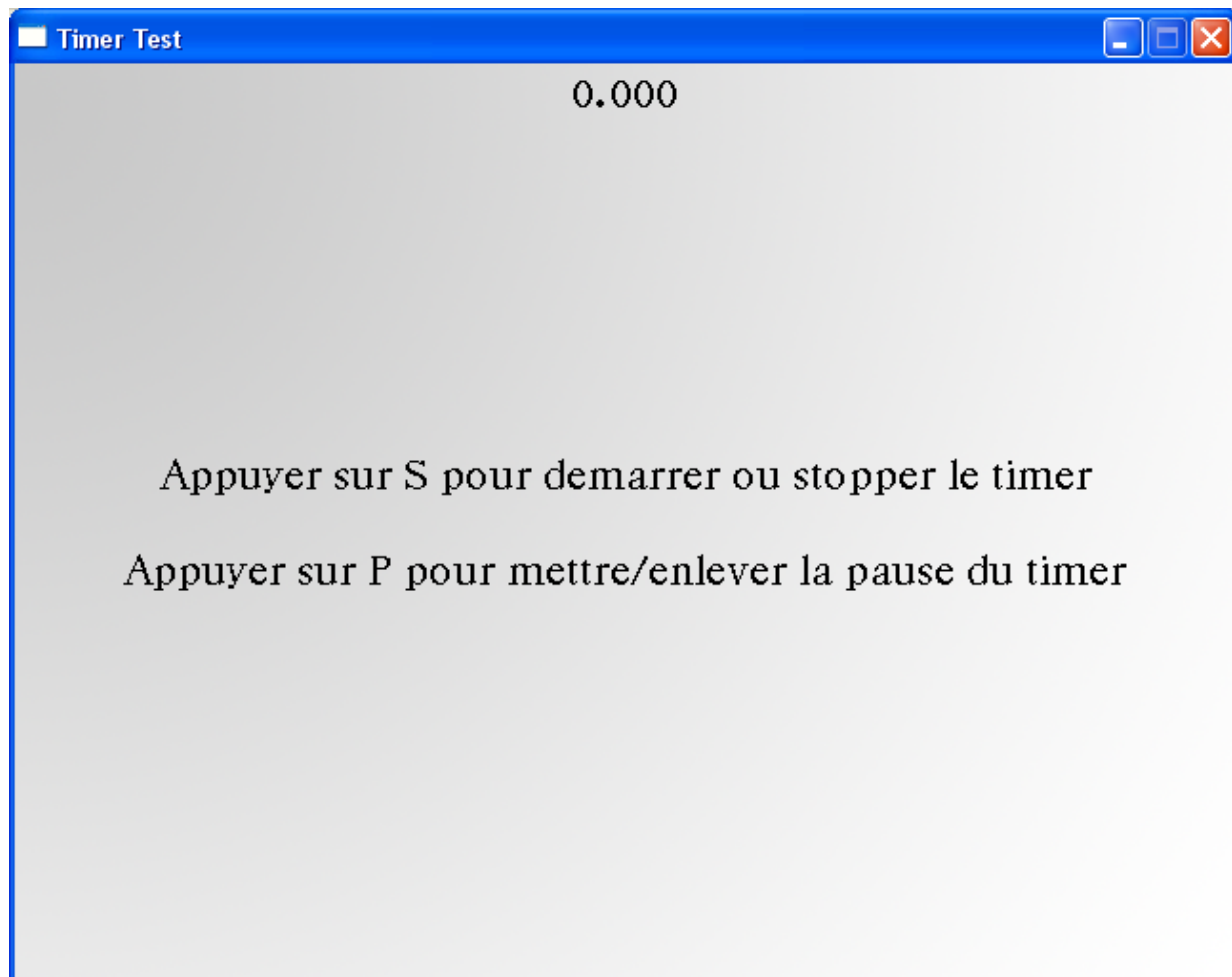 Timer Test
0.000
Appuyer sur S pour demarrer ou stopper le timer
Appuyer sur P pour mettre/enlever la pause du timer